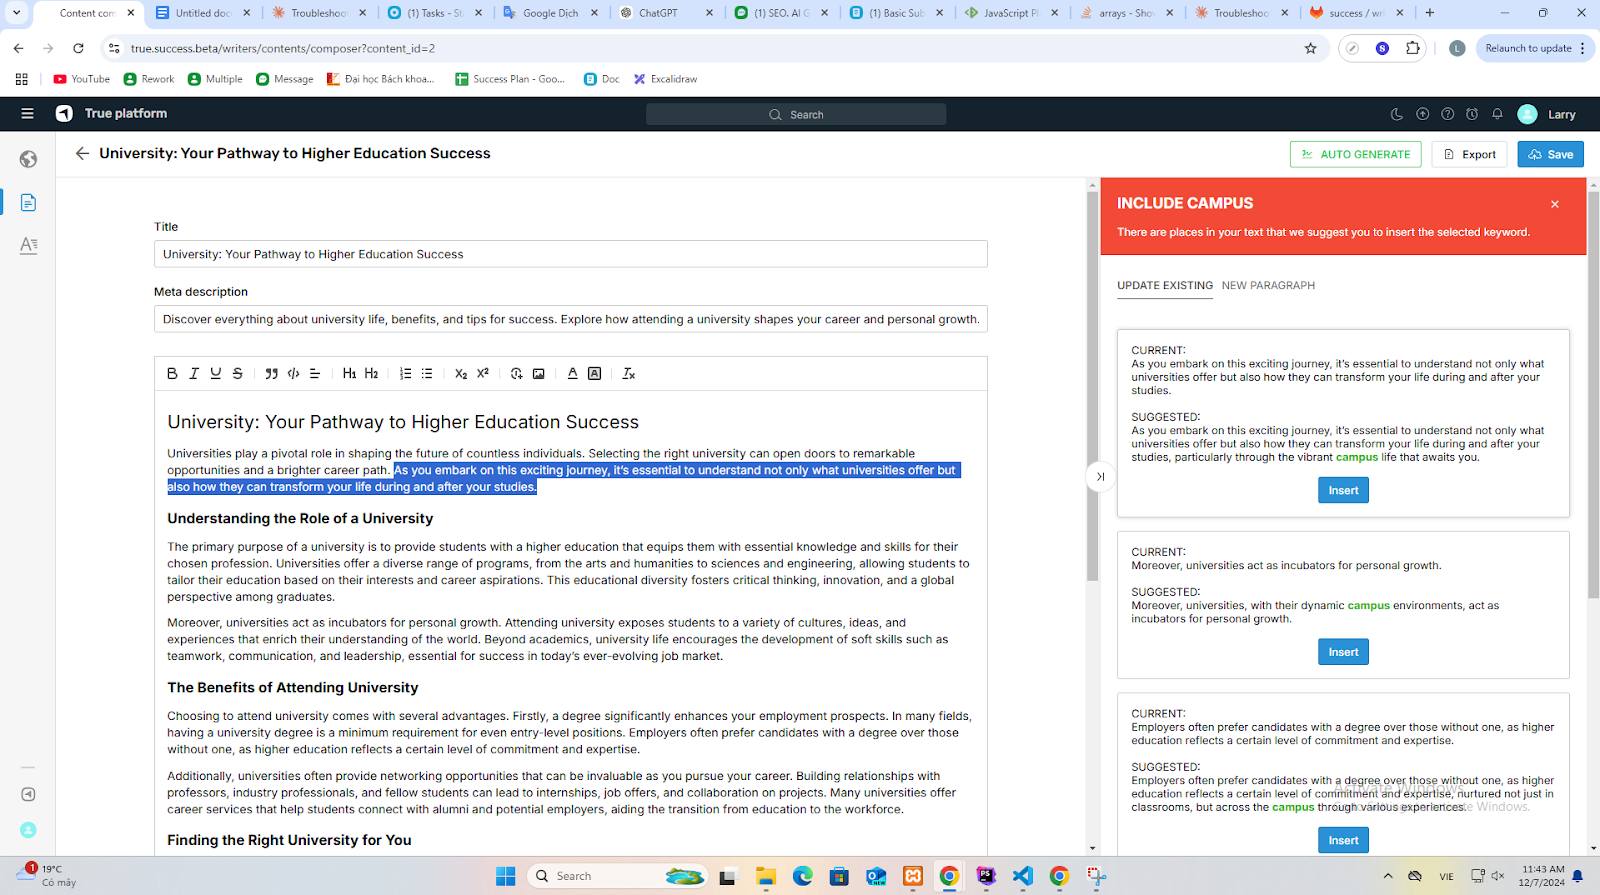 Content com
Untitled doc
Troubleshoo
(1) Tasks - St
Google Dịch
ChatGPT
(1) SEO. AI G
(1) Basic Sub
JavaScript Pl
arrays - Sho
Troubleshoo
success / wri
true.success.beta/writers/contents/composer?content_id=2
L
Relaunch to update
YouTube
Rework
Multiple
Message
Đại học Bách khoa...
Success Plan - Goo...
Doc
Excalidraw
True platform
Search
Larry
University: Your Pathway to Higher Education Success
AUTO GENERATE
Export
Save
Title
University: Your Pathway to Higher Education Success
Meta description
Discover everything about university life, benefits, and tips for success. Explore how attending a university shapes your career and personal growth.
University: Your Pathway to Higher Education Success
Universities play a pivotal role in shaping the future of countless individuals. Selecting the right university can open doors to remarkable
opportunities and a brighter career path. As you embark on this exciting journey, it's essential to understand not only what universities offer but
also how they can transform your life during and after your studies.
Understanding the Role of a University
The primary purpose of a university is to provide students with a higher education that equips them with essential knowledge and skills for their
chosen profession. Universities offer a diverse range of programs, from the arts and humanities to sciences and engineering, allowing students to
tailor their education based on their interests and career aspirations. This educational diversity fosters critical thinking, innovation, and a global
perspective among graduates.
Moreover, universities act as incubators for personal growth. Attending university exposes students to a variety of cultures, ideas, and
experiences that enrich their understanding of the world. Beyond academics, university life encourages the development of soft skills such as
teamwork, communication, and leadership, essential for success in today's ever-evolving job market.
The Benefits of Attending University
Choosing to attend university comes with several advantages. Firstly, a degree significantly enhances your employment prospects. In many fields,
having a university degree is a minimum requirement for even entry-level positions. Employers often prefer candidates with a degree over those
without one, as higher education reflects a certain level of commitment and expertise.
Additionally, universities often provide networking opportunities that can be invaluable as you pursue your career. Building relationships with
professors, industry professionals, and fellow students can lead to internships, job offers, and collaboration on projects. Many universities offer
career services that help students connect with alumni and potential employers, aiding the transition from education to the workforce.
Finding the Right University for You
INCLUDE CAMPUS
There are places in your text that we suggest you to insert the selected keyword.
UPDATE EXISTING
NEW PARAGRAPH
CURRENT:
As you embark on this exciting journey, it's essential to understand not only what
universities offer but also how they can transform your life during and after your
studies.
SUGGESTED:
As you embark on this exciting journey, it's essential to understand not only what
universities offer but also how they can transform your life during and after your
studies, particularly through the vibrant campus life that awaits you.
Insert
CURRENT:
Moreover, universities act as incubators for personal growth.
SUGGESTED:
Moreover, universities, with their dynamic campus environments, act as
incubators for personal growth.
Insert
CURRENT:
Employers often prefer candidates with a degree over those without one, as higher
education reflects a certain level of commitment and expertise.
SUGGESTED:
Employers often prefer candidates with a degree over those without one, as higher
education reflects a certain level of commitment and expertise, nurtured not just in
classrooms, but across the campus through various experiences.
Insert
Activate Windows
1
19°C
Có mây
Search
VIE
11:43 AM
12/7/2024